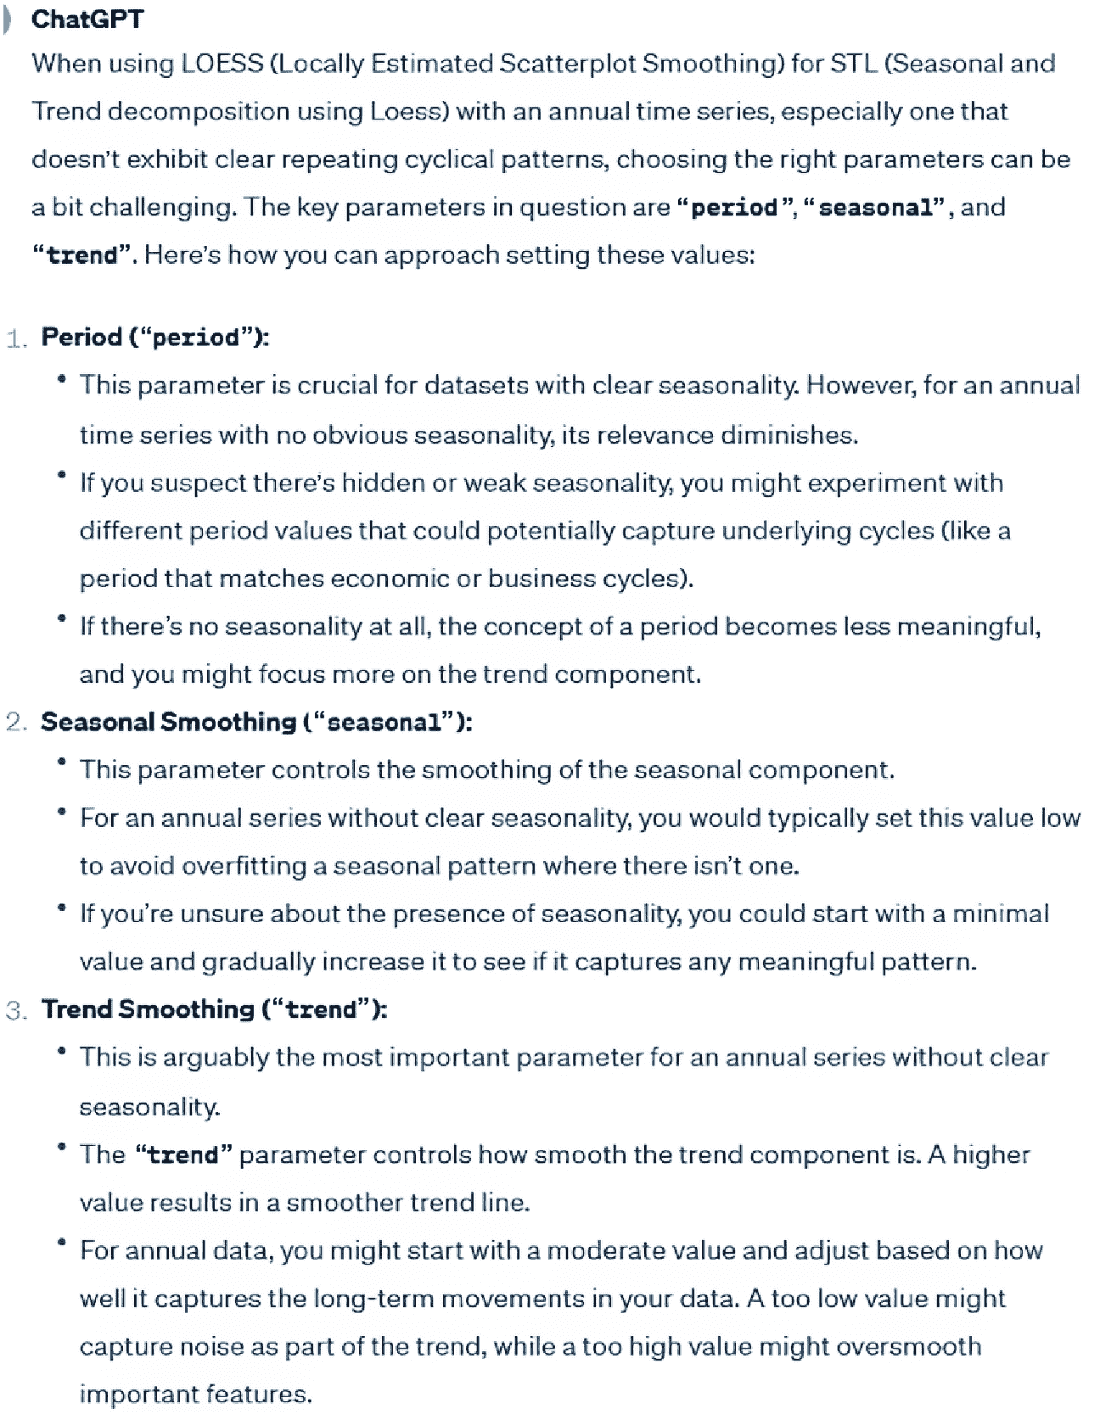 ChatGPT
When using LOESS (Locally Estimated Scatterplot Smoothing) for STL (Seasonal and
Trend decomposition using Loess) with an annual time series, especially one that
doesn't exhibit clear repeating cyclical patterns, choosing the right parameters can be
a bit challenging. The key parameters in question are “period”, “seasonal”, and
“trend”. Here's how you can approach setting these values:
1. Period (“period”):
• This parameter is crucial for datasets with clear seasonality. However, for an annual
time series with no obvious seasonality, its relevance diminishes.
• If you suspect there's hidden or weak seasonality, you might experiment with
different period values that could potentially capture underlying cycles (like a
period that matches economic or business cycles).
• If there's no seasonality at all, the concept of a period becomes less meaningful,
and you might focus more on the trend component.
2. Seasonal Smoothing (“seasonal”):
• This parameter controls the smoothing of the seasonal component.
• For an annual series without clear seasonality, you would typically set this value low
to avoid overfitting a seasonal pattern where there isn't one.
• If you're unsure about the presence of seasonality, you could start with a minimal
value and gradually increase it to see if it captures any meaningful pattern.
3. Trend Smoothing (“trend”):
• This is arguably the most important parameter for an annual series without clear
seasonality.
• The “trend” parameter controls how smooth the trend component is. A higher
value results in a smoother trend line.
• For annual data, you might start with a moderate value and adjust based on how
well it captures the long-term movements in your data. A too low value might
capture noise as part of the trend, while a too high value might oversmooth
important features.